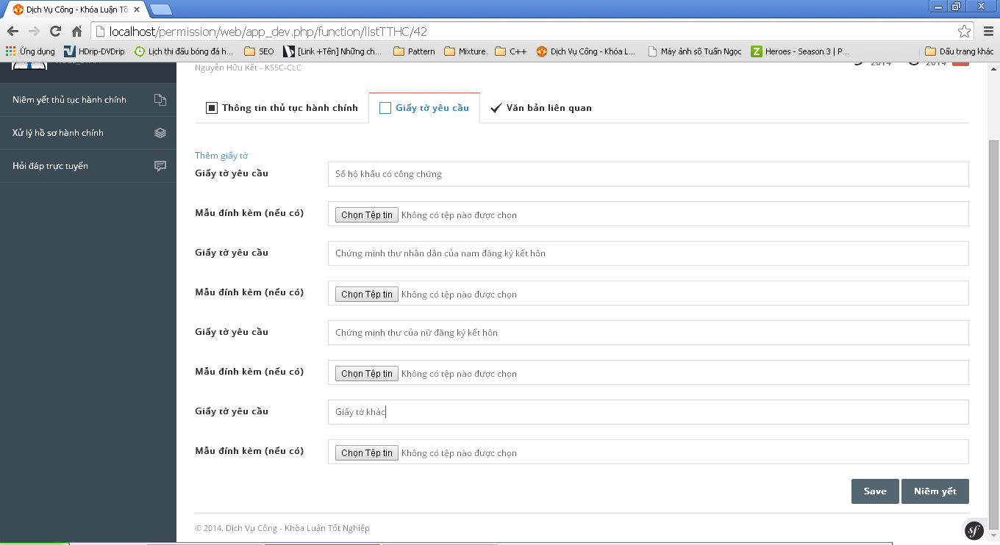 Dịch Vụ Công - Khóa Luận Tố
localhost/permission/web/app_dev.php/function/listTTHC/42
Ứng dụng HDrip-DVDrip Lịch thi đấu bóng đá h... SEO [Link +Tên] Những ch... Pattern Mixture C++ Dịch Vụ Công - Khóa L... Máy ảnh số Tuấn Ngọc Heroes - Season 3 | P... Dấu trang khác
Nguyễn Hữu Kết - K55C-CLC
2014 2014
Niêm yết thủ tục hành chính
Xử lý hồ sơ hành chính
Hỏi đáp trực tuyến
Thông tin thủ tục hành chính Giấy tờ yêu cầu Văn bản liên quan
Thêm giấy tờ
Giấy tờ yêu cầu Sổ hộ khẩu có công chứng
Mẫu đính kèm (nếu có) Chọn Tệp tin Không có tệp nào được chọn
Giấy tờ yêu cầu Chứng minh thư nhân dân của nam đăng ký kết hôn
Mẫu đính kèm (nếu có) Chọn Tệp tin Không có tệp nào được chọn
Giấy tờ yêu cầu Chứng minh thư của nữ đăng ký kết hôn
Mẫu đính kèm (nếu có) Chọn Tệp tin Không có tệp nào được chọn
Giấy tờ yêu cầu Giấy tờ khác
Mẫu đính kèm (nếu có) Chọn Tệp tin Không có tệp nào được chọn
Save Niêm yết
© 2014. Dịch Vụ Công - Khóa Luận Tốt Nghiệp
sf